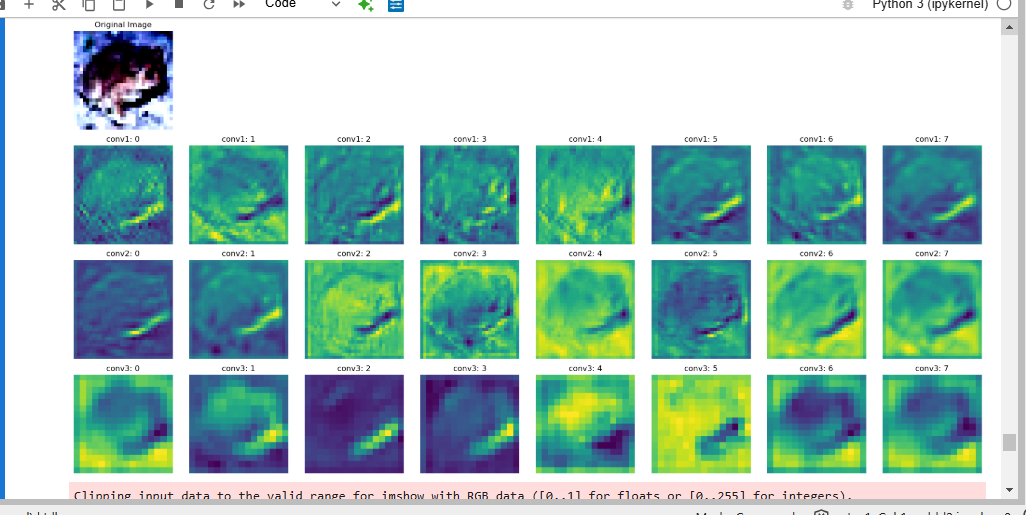 Code
Python 3 (ipykernel)
Original Image
conv1: 0 conv1: 1 conv1: 2 conv1: 3 conv1: 4 conv1: 5 conv1: 6 conv1: 7
conv2: 0 conv2: 1 conv2: 2 conv2: 3 conv2: 4 conv2: 5 conv2: 6 conv2: 7
conv3: 0 conv3: 1 conv3: 2 conv3: 3 conv3: 4 conv3: 5 conv3: 6 conv3: 7
Clipping input data to the valid range for imshow with RGB data ([0..1] for floats or [0..255] for integers).